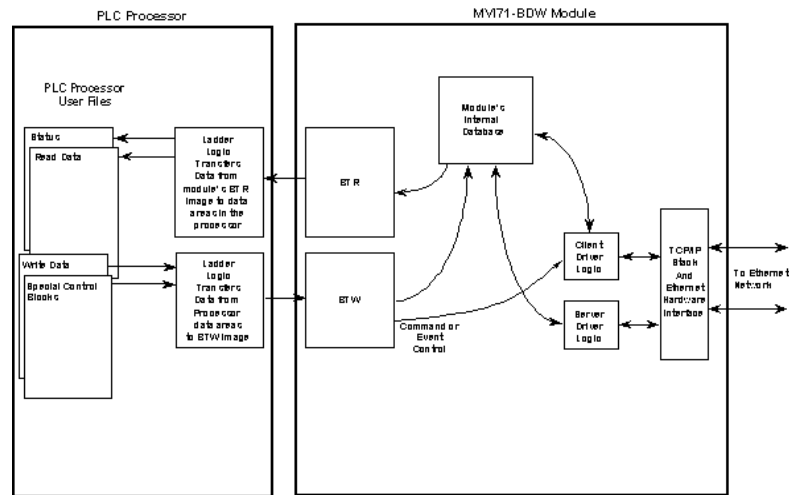 PLC Processor
MVI71-BDW Module
PLC Processor
User Files
Status
Read Data
Write Data
Special Control
Blocks
Ladder
Logic
Transfers
Data from
module's BTR
image to data
areas in the
processor
Ladder
Logic
Transfers
Data from
Processor
data areas
to BTW image
BTR
BTW
Module's
Internal
Database
Command or
Event
Control
Client
Driver
Logic
Server
Driver
Logic
TCP/IP
Stack
And
Ethernet
Hardware
Interface
To Ethernet
Network